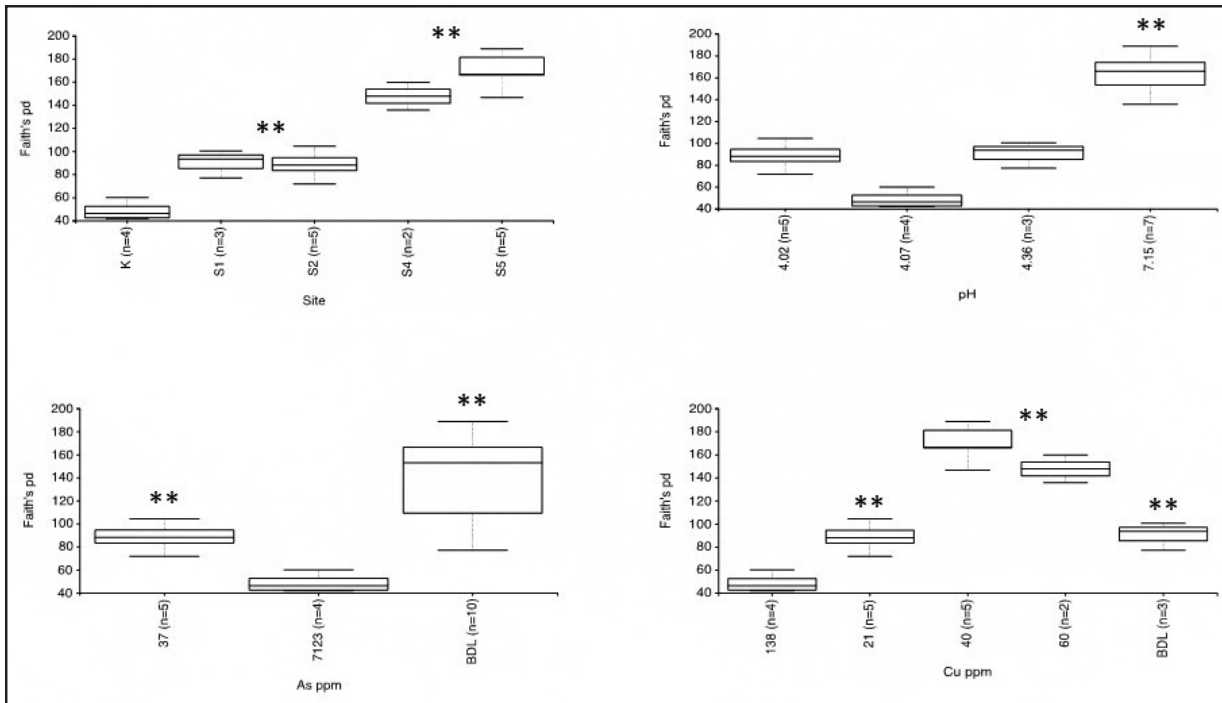 **
**
Faith's pd
200
180
160
140
120
100
80
60
40
K (n=4)
S1 (n=3)
S2 (n=5)
S4 (n=2)
S5 (n=5)
Site
**
Faith's pd
200
180
160
140
120
100
80
60
40
4.02 (n=5)
4.07 (n=4)
4.36 (n=3)
7.15 (n=7)
pH
**
**
Faith's pd
200
180
160
140
120
100
80
60
40
37 (n=5)
7123 (n=4)
BDL (n=10)
As ppm
**
**
**
Faith's pd
200
180
160
140
120
100
80
60
40
138 (n=4)
21 (n=5)
40 (n=5)
60 (n=2)
BDL (n=3)
Cu ppm